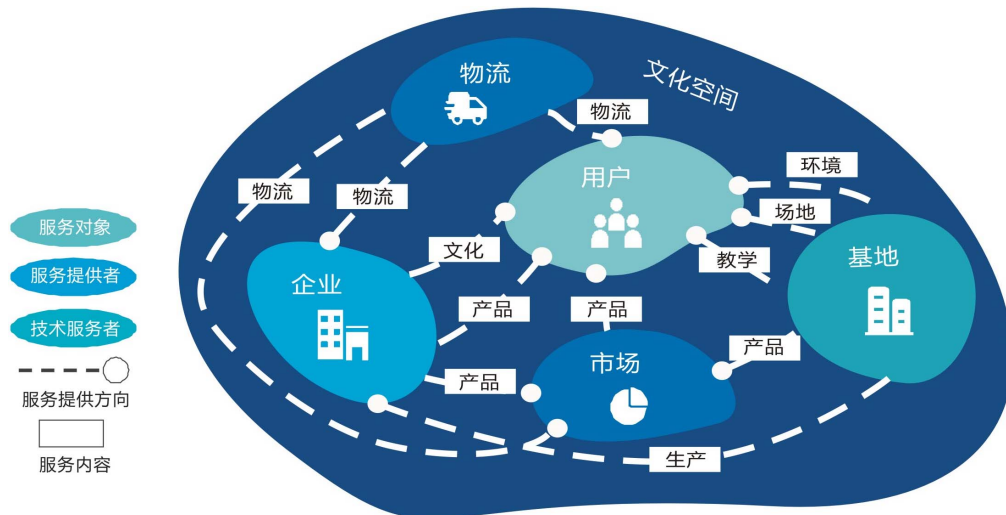 物流
文化空间
物流
用户
环境
物流
物流
场地
服务对象
文化
教学
基地
服务提供者
企业
产品
产品
技术服务者
产品
市场
产品
服务提供方向
生产
服务内容